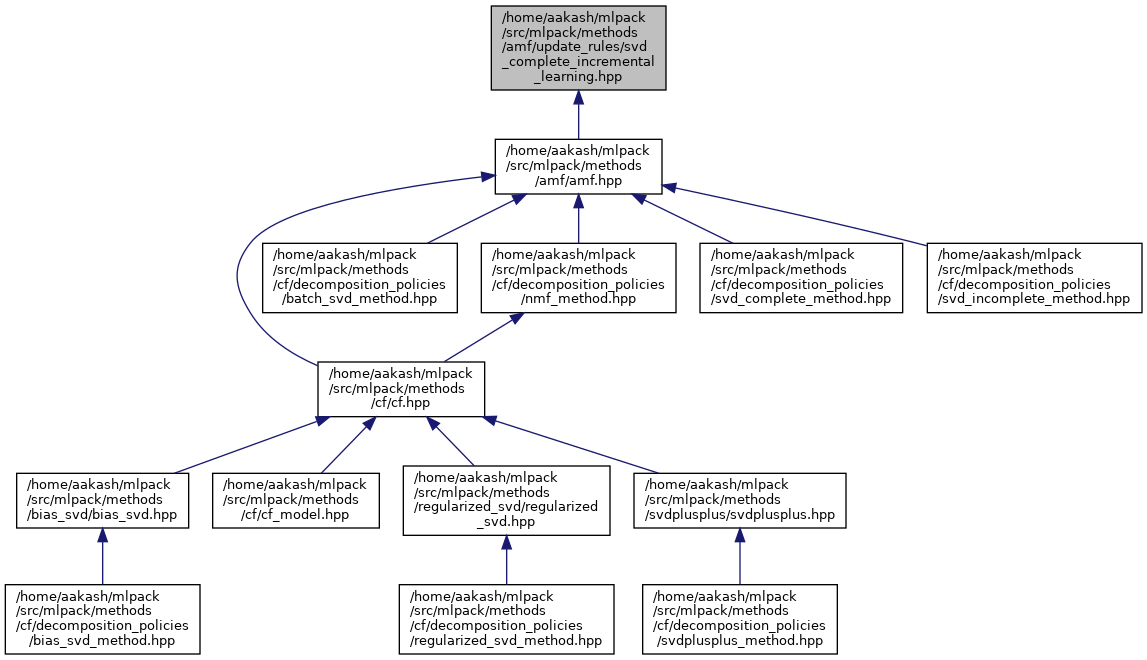 /home/aakash/mlpack
/src/mlpack/methods
/amf/update_rules/svd
_complete_incremental
_learning.hpp
/home/aakash/mlpack
/src/mlpack/methods
/amf/amf.hpp
/home/aakash/mlpack
/src/mlpack/methods
/cf/decomposition_policies
/batch_svd_method.hpp
/home/aakash/mlpack
/src/mlpack/methods
/cf/decomposition_policies
/nmf_method.hpp
/home/aakash/mlpack
/src/mlpack/methods
/cf/decomposition_policies
/svd_complete_method.hpp
/home/aakash/mlpack
/src/mlpack/methods
/cf/decomposition_policies
/svd_incomplete_method.hpp
/home/aakash/mlpack
/src/mlpack/methods
/cf/cf.hpp
/home/aakash/mlpack
/src/mlpack/methods
/bias_svd/bias_svd.hpp
/home/aakash/mlpack
/src/mlpack/methods
/cf/cf_model.hpp
/home/aakash/mlpack
/src/mlpack/methods
/regularized_svd/regularized
_svd.hpp
/home/aakash/mlpack
/src/mlpack/methods
/svdplusplus/svdplusplus.hpp
/home/aakash/mlpack
/src/mlpack/methods
/cf/decomposition_policies
/bias_svd_method.hpp
/home/aakash/mlpack
/src/mlpack/methods
/cf/decomposition_policies
/regularized_svd_method.hpp
/home/aakash/mlpack
/src/mlpack/methods
/cf/decomposition_policies
/svdplusplus_method.hpp